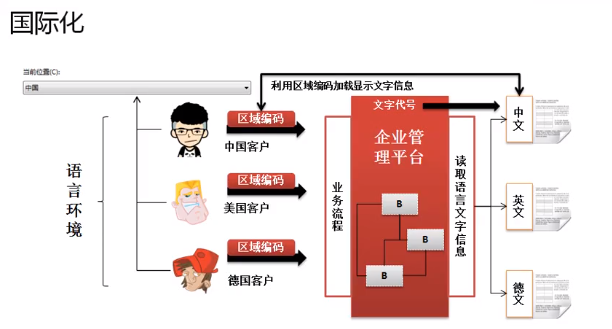 国际化
当前位置(C):
中国
利用区域编码加载显示文字信息
区域编码
中国客户
区域编码
美国客户
区域编码
德国客户
语言环境
业务流程
文字代号
企业管
理平台
B
B
B
读取语言文字信息
中文
英文
德文